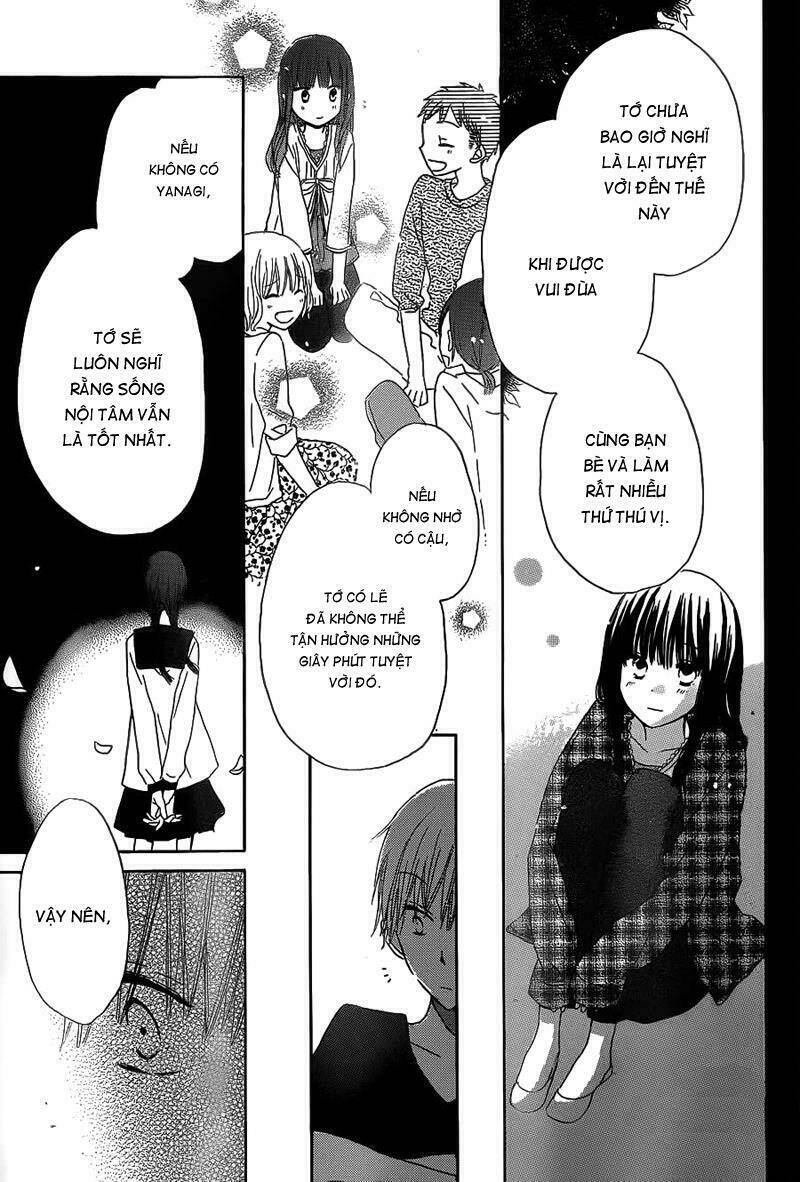 TỚ CHƯA
BAO GIỜ NGHĨ
LÀ LẠI TUYỆT
VỜI ĐẾN THẾ
NÀY
KHI ĐƯỢC
VUI ĐÙA
CÙNG BẠN
BÈ VÀ LÀM
RẤT NHIỀU
THỨ THÚ VỊ.
NẾU
KHÔNG NHỜ
CÓ CẬU,
TỚ CÓ LẼ
ĐÃ KHÔNG THỂ
TẬN HƯỞNG NHỮNG
GIÂY PHÚT TUYỆT
VỜI ĐÓ.
NẾU
KHÔNG CÓ
YANAGI,
TỚ SẼ
LUÔN NGHĨ
RẰNG SỐNG
NỘI TÂM VẪN
LÀ TỐT NHẤT.
VẬY NÊN,